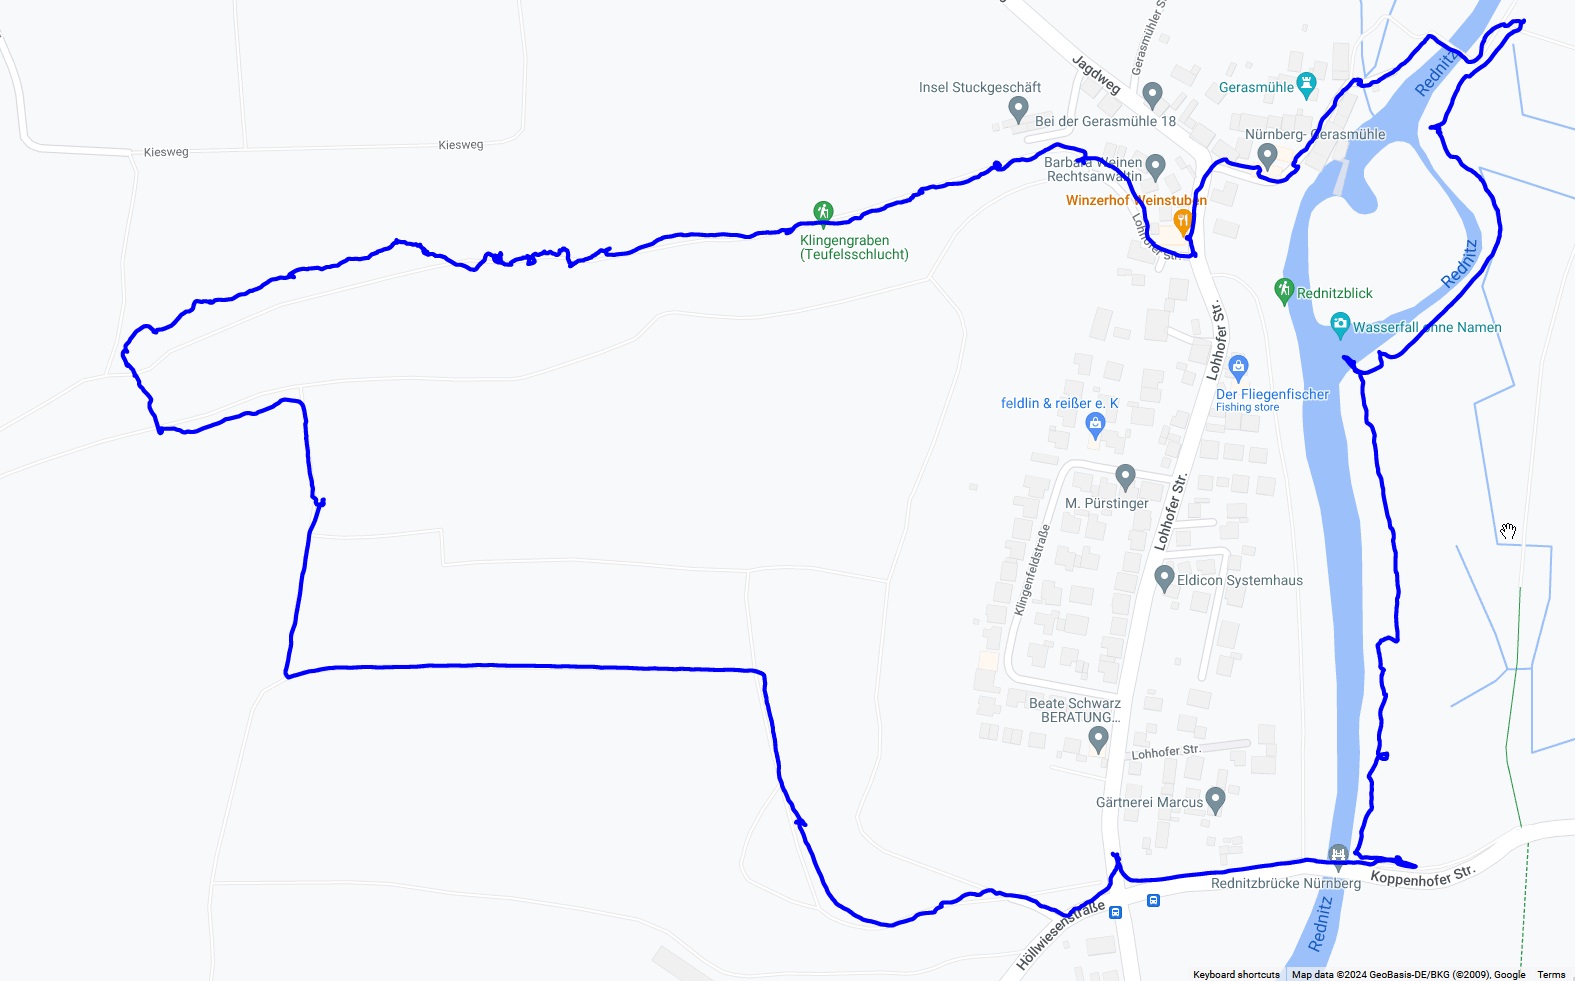 Jagdweg
Gerasmühler S
Insel Stuckgeschäft
Gerasmühle
Rednitz
Bei der Gerasmühle 18
Nürnberg- Gerasmühle
Kiesweg
Kiesweg
Barbara Weinen
Rechtsanwältin
Winzerhof Weinstuben
Lohhofer Str.
Klingengraben
(Teufelsschlucht)
Rednitz
Rednitzblick
Wasserfall ohne Namen
Lohhofer Str.
Der Fliegenfischer
Fishing store
feldlin & reißer e. K
M. Pürstinger
Lohhofer Str.
Klingenfeldstraße
Eldicon Systemhaus
Beate Schwarz
BERATUNG...
Lohhofer Str.
Gärtnerei Marcus
Rednitzbrücke Nürnberg
Koppenhofer Str.
Höllwiesenstraße
Rednitz
Keyboard shortcuts
Map data ©2024 GeoBasis-DE/BKG (©2009), Google
Terms